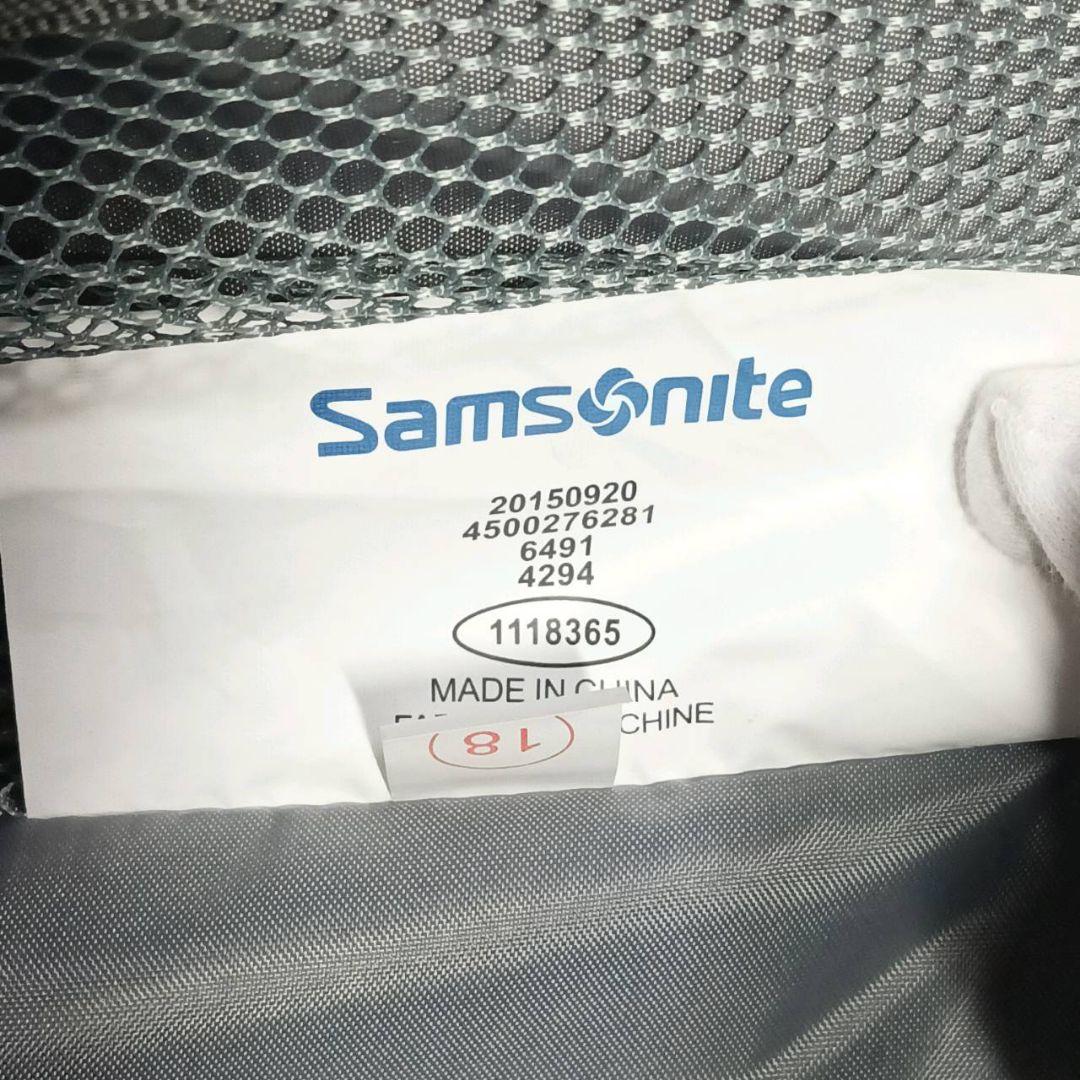 Samsonite
20150920
4500276281
6491
4294
1118365
MADE IN CHINA
CHINE
18